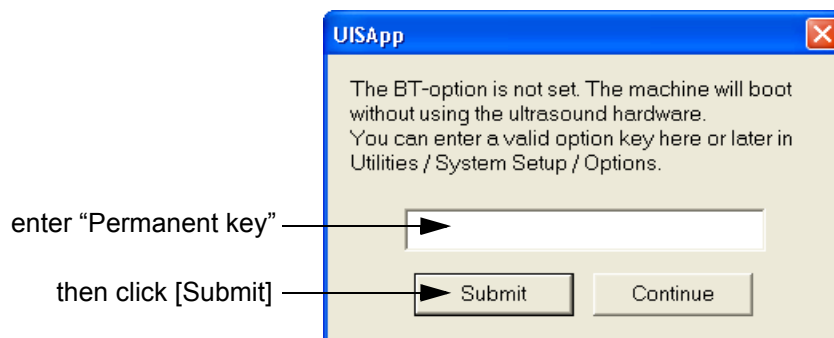 UISApp
The BT-option is not set. The machine will boot
without using the ultrasound hardware.
You can enter a valid option key here or later in
Utilities / System Setup / Options.
enter “Permanent key”
then click [Submit]
Submit
Continue